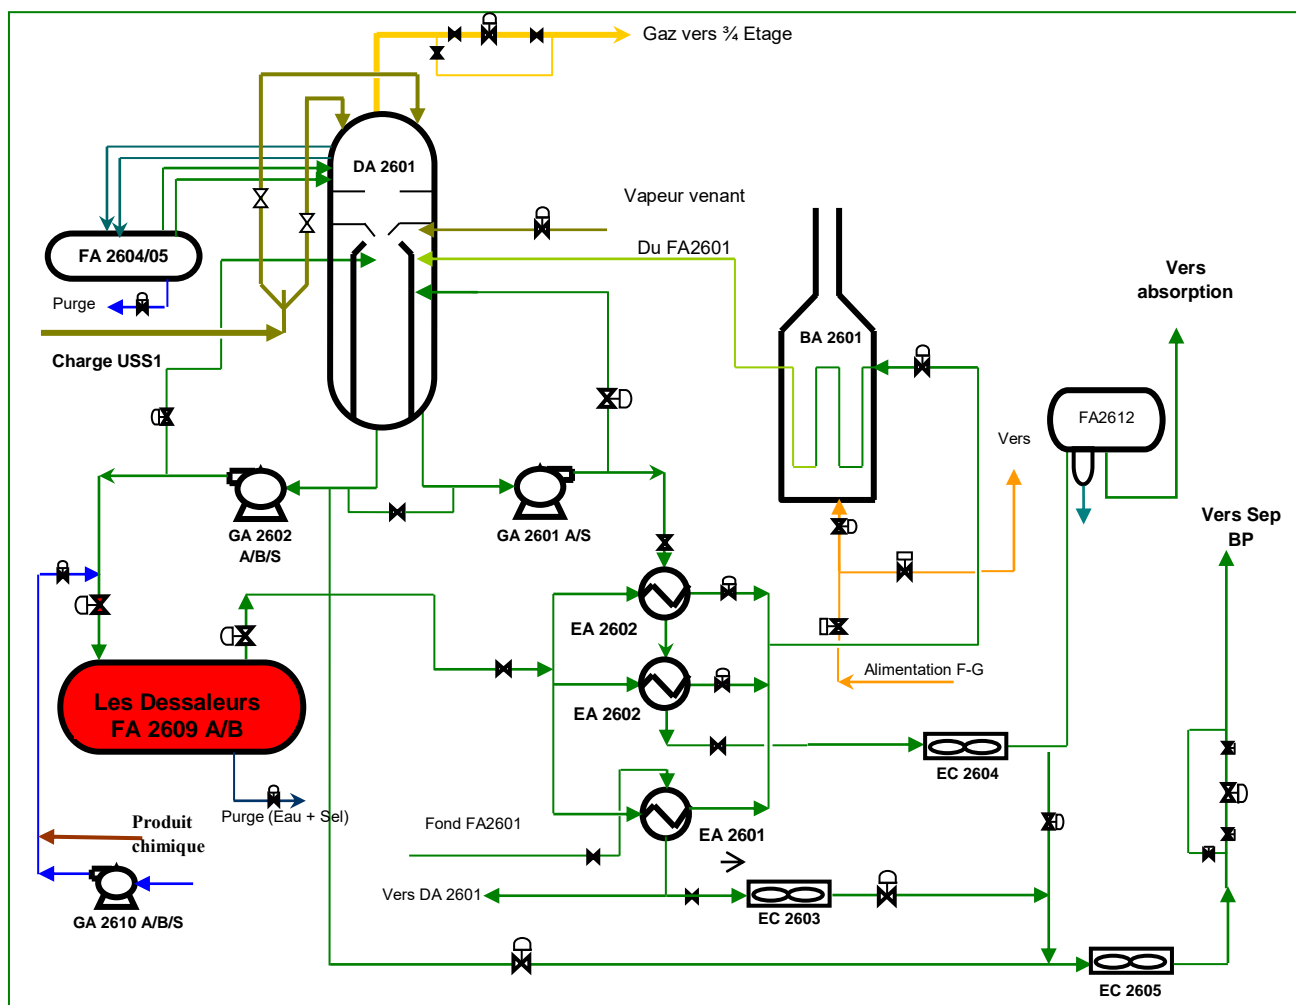 Gaz vers ¾ Etage
DA 2601
Vapeur venant
Du FA2601
FA 2604/05
Purge
Charge USS1
BA 2601
Vers
absorption
FA2612
Vers
GA 2602
A/B/S
GA 2601 A/S
Vers Sep
BP
EA 2602
EA 2602
Alimentation F-G
Les Dessaleurs
FA 2609 A/B
EC 2604
Purge (Eau + Sel)
Produit
chimique
Fond FA2601
EA 2601
Vers DA 2601
GA 2610 A/B/S
EC 2603
EC 2605